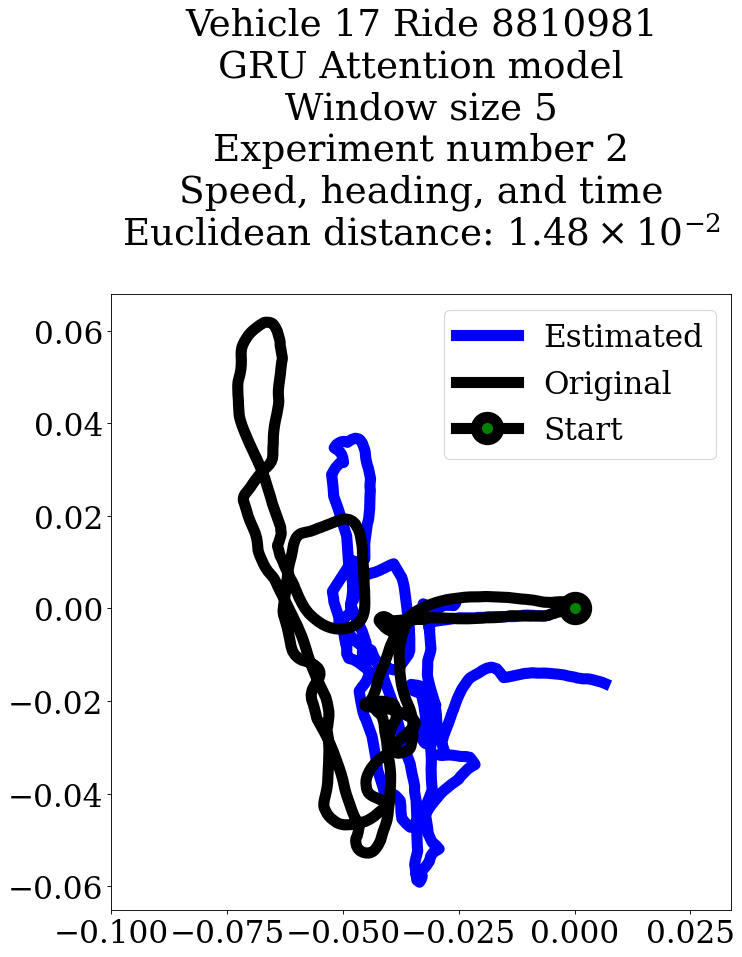 Vehicle 17 Ride 8810981
GRU Attention model
Window size 5
Experiment number 2
Speed, heading, and time
Euclidean distance: 1.48 × 10⁻²
Estimated
Original
Start
0.06
0.04
0.02
0.00
−0.02
−0.04
−0.06
−0.100 −0.075 −0.050 −0.025 0.000 0.025